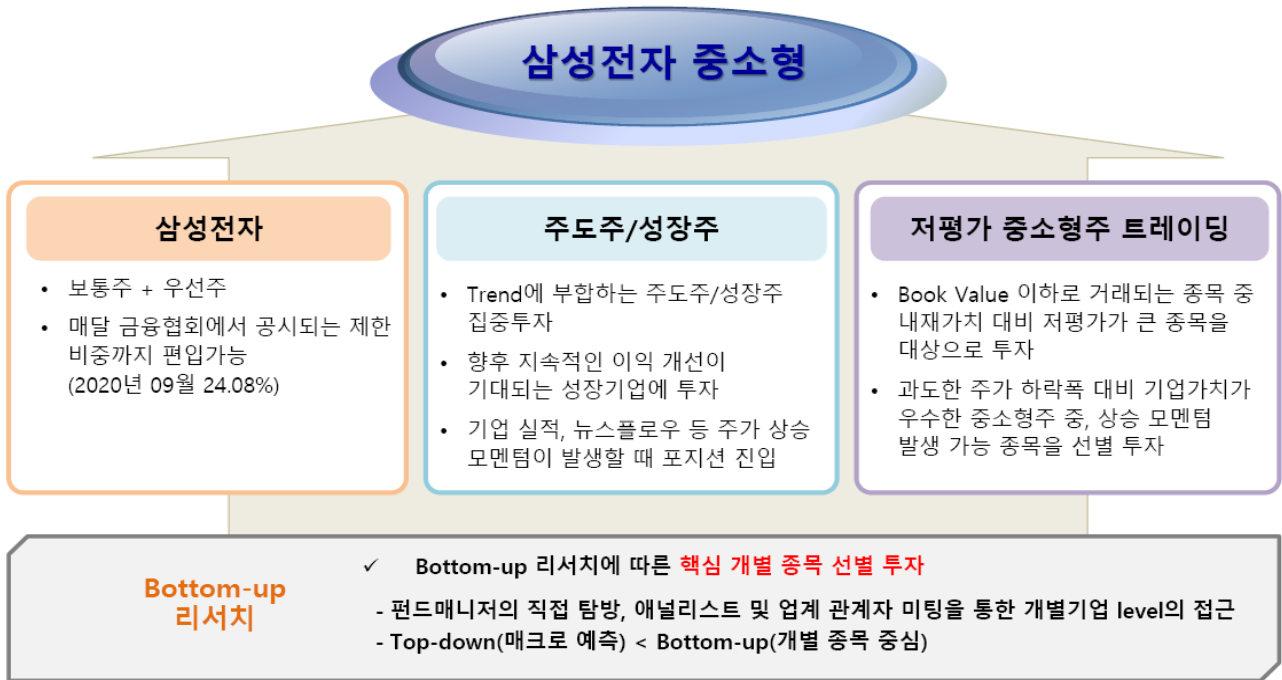 삼성전자 중소형
삼성전자
• 보통주 + 우선주
• 매달 금융협회에서 공시되는 제한
비중까지 편입가능
(2020년 09월 24.08%)
주도주/성장주
• Trend에 부합하는 주도주/성장주
집중투자
• 향후 지속적인 이익 개선이
기대되는 성장기업에 투자
• 기업 실적, 뉴스플로우 등 주가 상승
모멘텀이 발생할 때 포지션 진입
저평가 중소형주 트레이딩
• Book Value 이하로 거래되는 종목 중
내재가치 대비 저평가가 큰 종목을
대상으로 투자
• 과도한 주가 하락폭 대비 기업가치가
우수한 중소형주 중, 상승 모멘텀
발생 가능 종목을 선별 투자
Bottom-up
리서치
✓ Bottom-up 리서치에 따른 핵심 개별 종목 선별 투자
- 펀드매니저의 직접 탐방, 애널리스트 및 업계 관계자 미팅을 통한 개별기업 level의 접근
- Top-down(매크로 예측) < Bottom-up(개별 종목 중심)